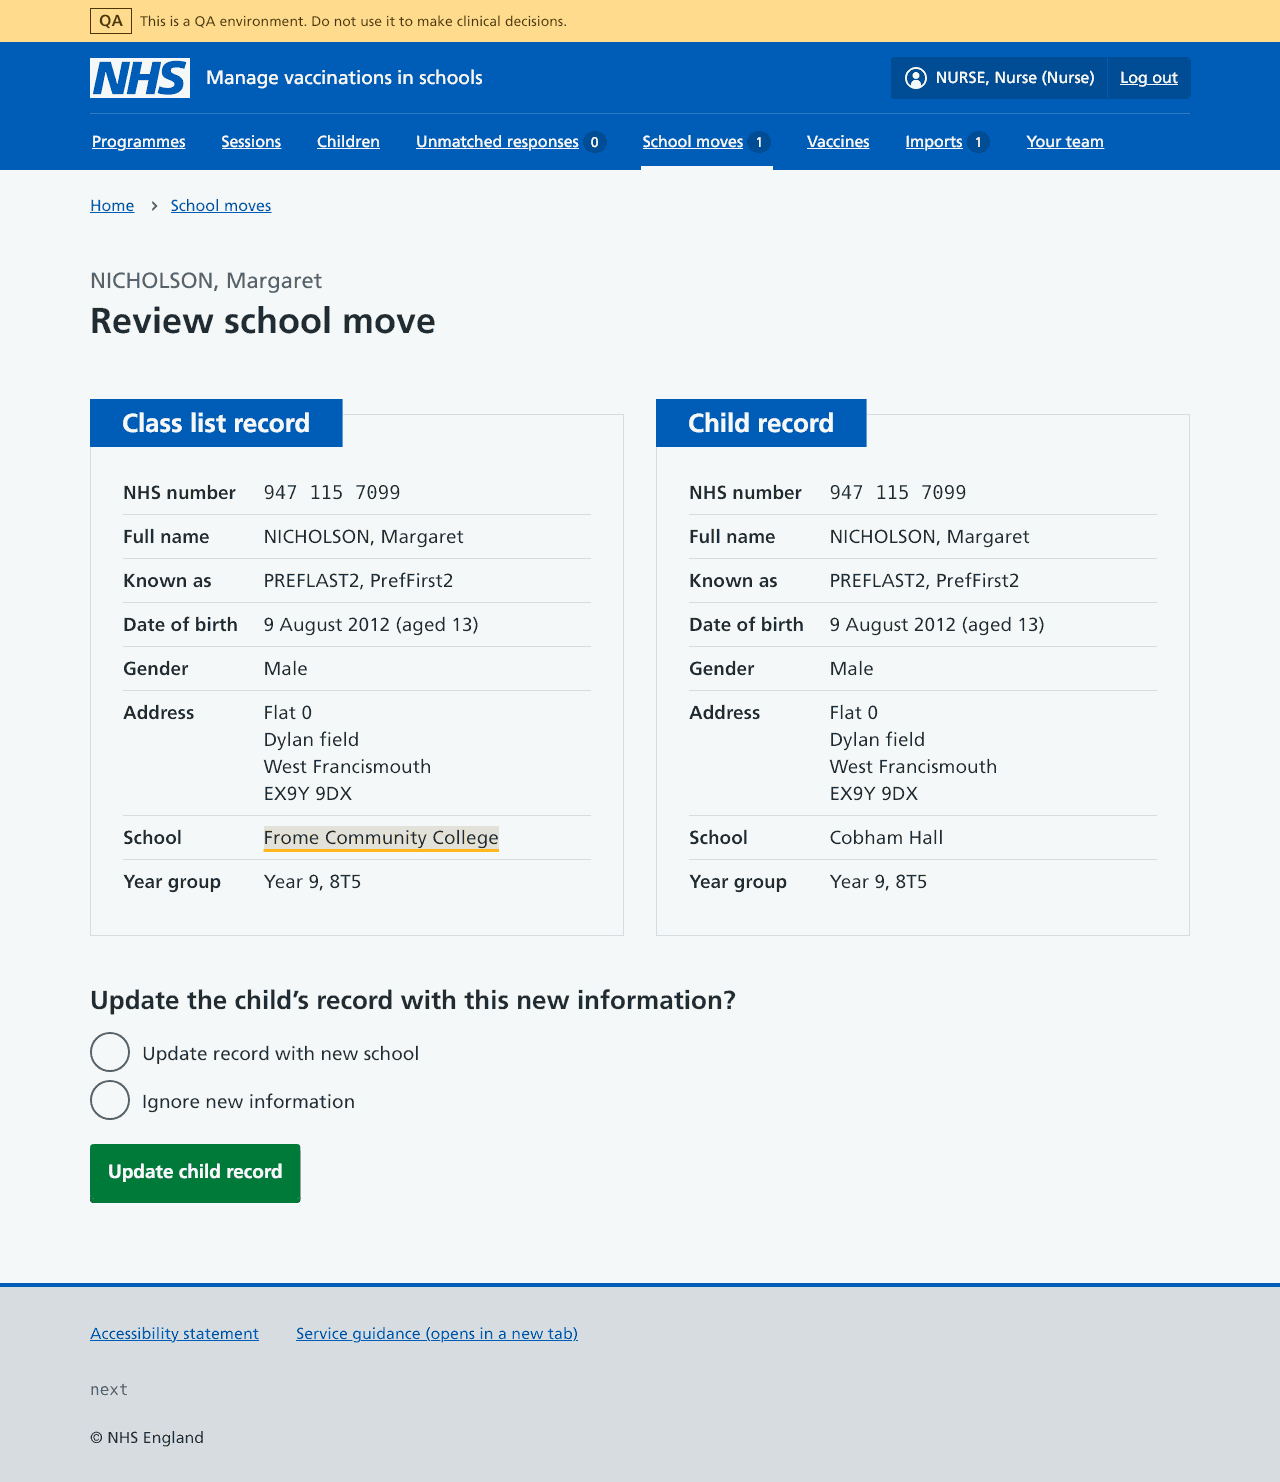 QA This is a QA environment. Do not use it to make clinical decisions.
NHS Manage vaccinations in schools NURSE, Nurse (Nurse) Log out
Programmes Sessions Children Unmatched responses 0 School moves 1 Vaccines Imports 1 Your team
Home School moves
NICHOLSON, Margaret
Review school move
Class list record
NHS number 947 115 7099
Full name NICHOLSON, Margaret
Known as PREFLAST2, PrefFirst2
Date of birth 9 August 2012 (aged 13)
Gender Male
Address Flat 0
Dylan field
West Francismouth
EX9Y 9DX
School Frome Community College
Year group Year 9, 8T5
Child record
NHS number 947 115 7099
Full name NICHOLSON, Margaret
Known as PREFLAST2, PrefFirst2
Date of birth 9 August 2012 (aged 13)
Gender Male
Address Flat 0
Dylan field
West Francismouth
EX9Y 9DX
School Cobham Hall
Year group Year 9, 8T5
Update the child’s record with this new information?
Update record with new school
Ignore new information
Update child record
Accessibility statement Service guidance (opens in a new tab)
next
© NHS England